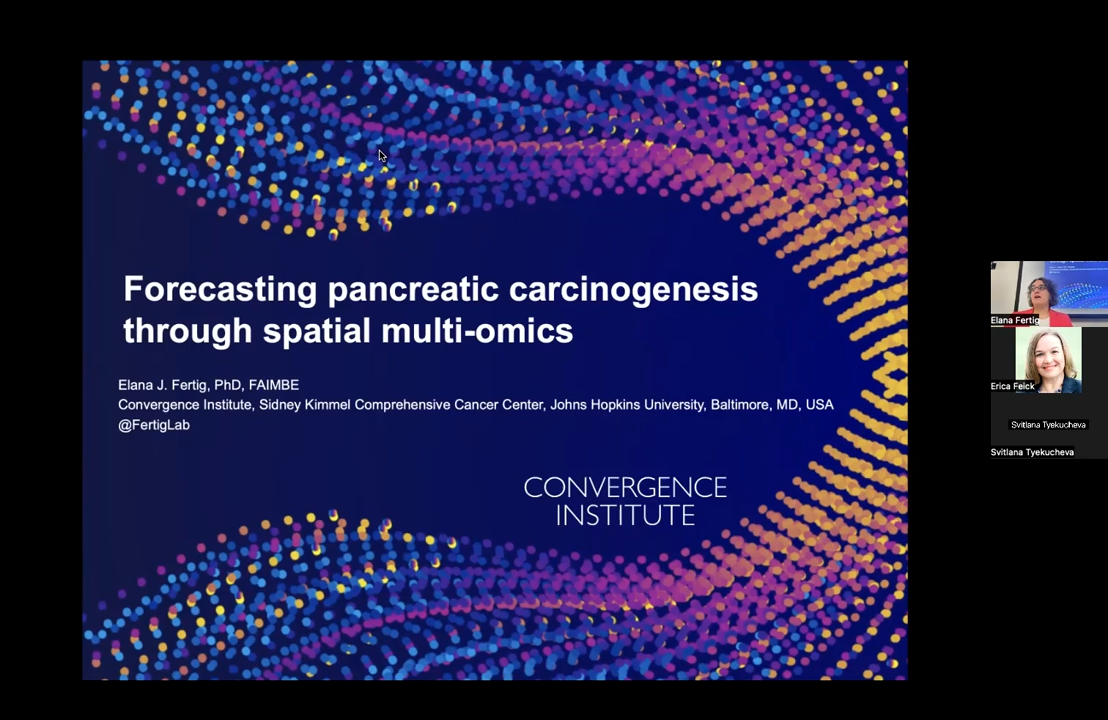 Forecasting pancreatic carcinogenesis
through spatial multi-omics
Elana J. Fertig, PhD, FAIMBE
Convergence Institute, Sidney Kimmel Comprehensive Cancer Center, Johns Hopkins University, Baltimore, MD, USA
@FertigLab
CONVERGENCE
INSTITUTE
Elana Fertig
Erica Feick
Svitlana Tyekucheva
Svitlana Tyekucheva